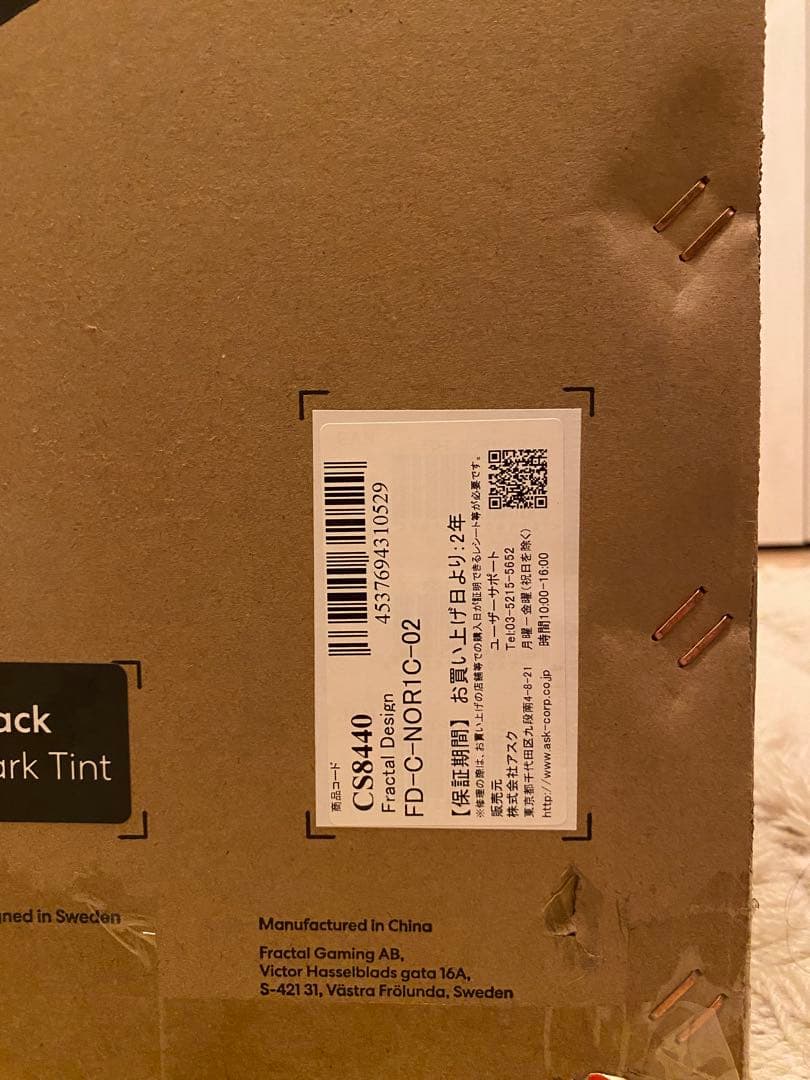 商品コード
CS8440
4537694310529
Fractal Design
FD-C-NOR1C-02
【保証期間】 お買い上げ日より:2年
※修理の際は、お買い上げの店舗等での購入日が証明できるレシート等が必要です。
販売元
株式会社アスク
東京都千代田区九段南4-8-21
http://www.ask-corp.co.jp
ユーザーサポート
Tel:03-5215-5652
月曜ー金曜(祝日を除く)
時間10:00-16:00
ack
ark Tint
ned in Sweden
Manufactured in China
Fractal Gaming AB,
Victor Hasselblads gata 16A,
S-421 31, Västra Frölunda, Sweden